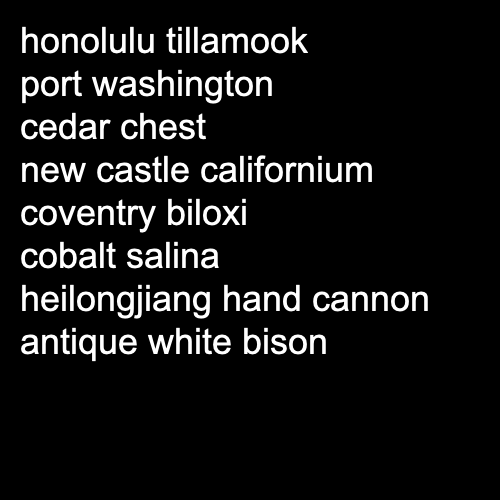 honolulu tillamook
port washington
cedar chest
new castle californium
coventry biloxi
cobalt salina
heilongjiang hand cannon
antique white bison